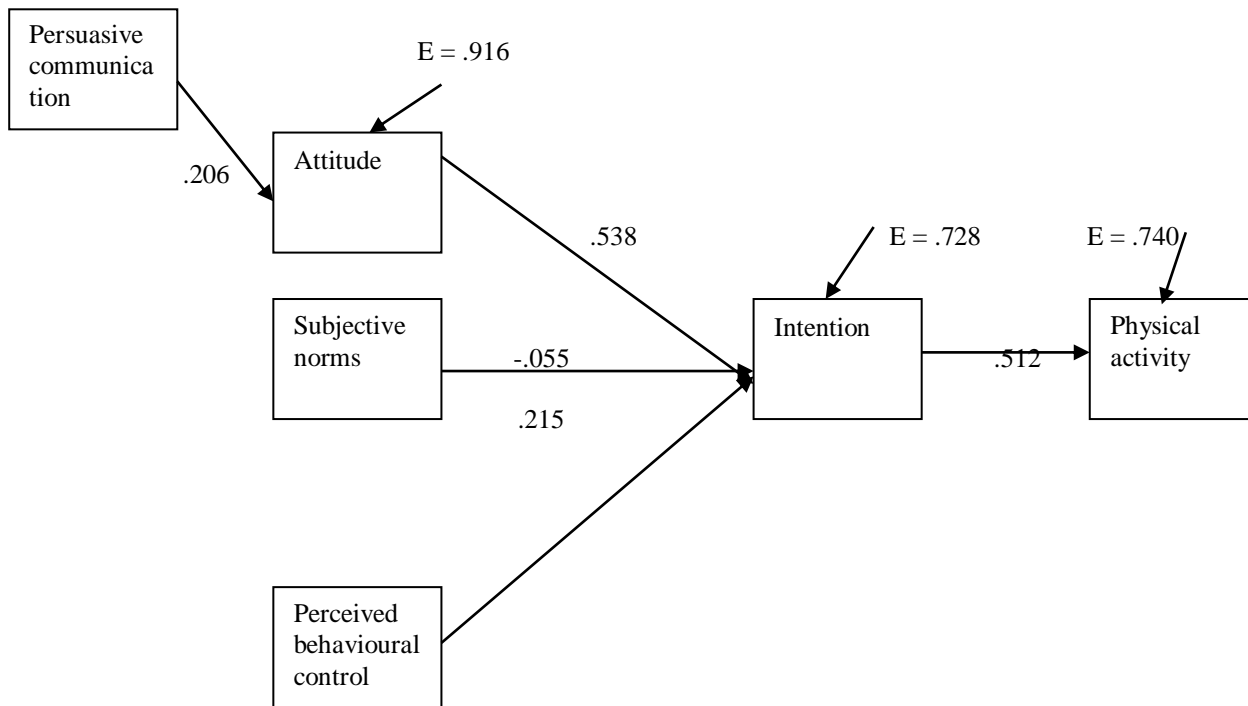 Persuasive
communica
tion
E = .916
.206
Attitude
.538
E = .728
E = .740
Subjective
norms
-.055
.215
Intention
.512
Physical
activity
Perceived
behavioural
control